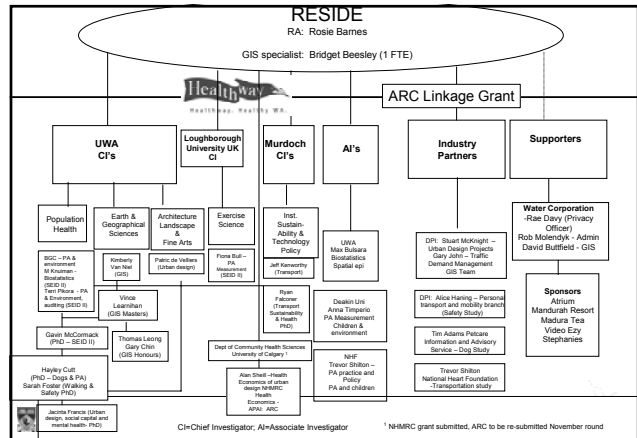 RESIDE
RA: Rosie Barnes
GIS specialist: Bridget Beesley (1 FTE)
Healthway
Healthway. Healthy WA.
ARC Linkage Grant
UWA
CI's
Loughborough
University UK
CI
Murdoch
CI's
AI's
Industry
Partners
Supporters
Population
Health
Earth &
Geographical
Sciences
Architecture
Landscape
&
Fine Arts
Exercise
Science
Inst.
Sustain-
Ability &
Technology
Policy
UWA
Max Bulsara
Biostatistics
Spatial epi
DPI: Stuart McKnight –
Urban Design Projects
Gary John – Traffic
Demand Management
GIS Team
Water Corporation
-Rae Davy (Privacy
Officer)
Rob Molendyk - Admin
David Buttfield - GIS
BGC – PA &
environment
M Knuiman -
Biostatistics
(SEID II)
Terri Pikora - PA
& Environment,
auditing (SEID II)
Kimberly
Van Niel
(GIS)
Patric de Villiers
(Urban design)
Fiona Bull –
PA
Measurement
(SEID II)
Jeff Kenworthy
(Transport)
Vince
Learnihan
(GIS Masters)
Ryan
Falconer
(Transport
Sustainability
& Health
PhD)
Deakin Uni
Anna Timperio
PA Measurement
Children &
environment
DPI: Alice Haning – Personal
transport and mobility branch
(Safety Study)
Sponsors
Atrium
Mandurah Resort
Madura Tea
Video Ezy
Stephanies
Gavin McCormack
(PhD – SEID II)
Thomas Leong
Gary Chin
(GIS Honours)
Dept of Community Health Sciences
University of Calgary ¹
Tim Adams Petcare
Information and Advisory
Service – Dog Study
Hayley Cutt
(PhD – Dogs & PA)
Sarah Foster (Walking &
Safety PhD)
Alan Shiell – Health
Economics of urban
design NHMRC
Health
Economics -
APAI: ARC
NHF
Trevor Shilton –
PA practice and
Policy
PA and children
Trevor Shilton
National Heart Foundation
-Transportation study
Jacinta Francis (Urban
design, social capital and
mental health- PhD)
CI=Chief Investigator; AI=Associate Investigator
¹ NHMRC grant submitted, ARC to be re-submitted November round